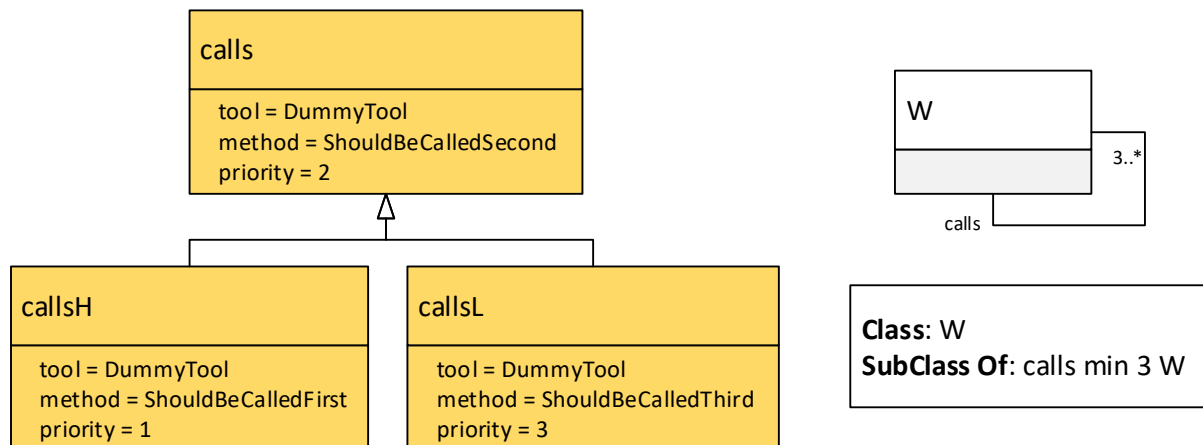 calls
tool = DummyTool
method = ShouldBeCalledSecond
priority = 2
callsH
tool = DummyTool
method = ShouldBeCalledFirst
priority = 1
callsL
tool = DummyTool
method = ShouldBeCalledThird
priority = 3
W
3..*
calls
Class: W
SubClass Of: calls min 3 W